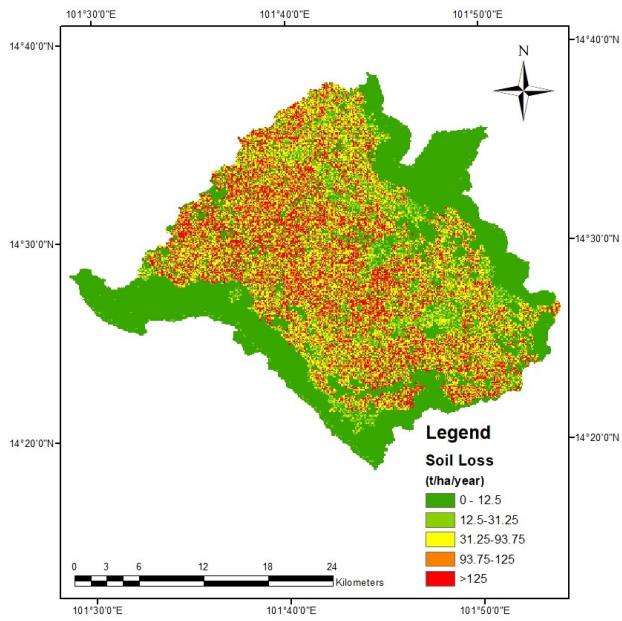 101°30'0"E 101°40'0"E 101°50'0"E
14°40'0"N 14°40'0"N
N
14°30'0"N 14°30'0"N
14°20'0"N 14°20'0"N
Legend
Soil Loss
(t/ha/year)
0 - 12.5
12.5-31.25
31.25-93.75
93.75-125
>125
0 3 6 12 18 24
Kilometers
101°30'0"E 101°40'0"E 101°50'0"E